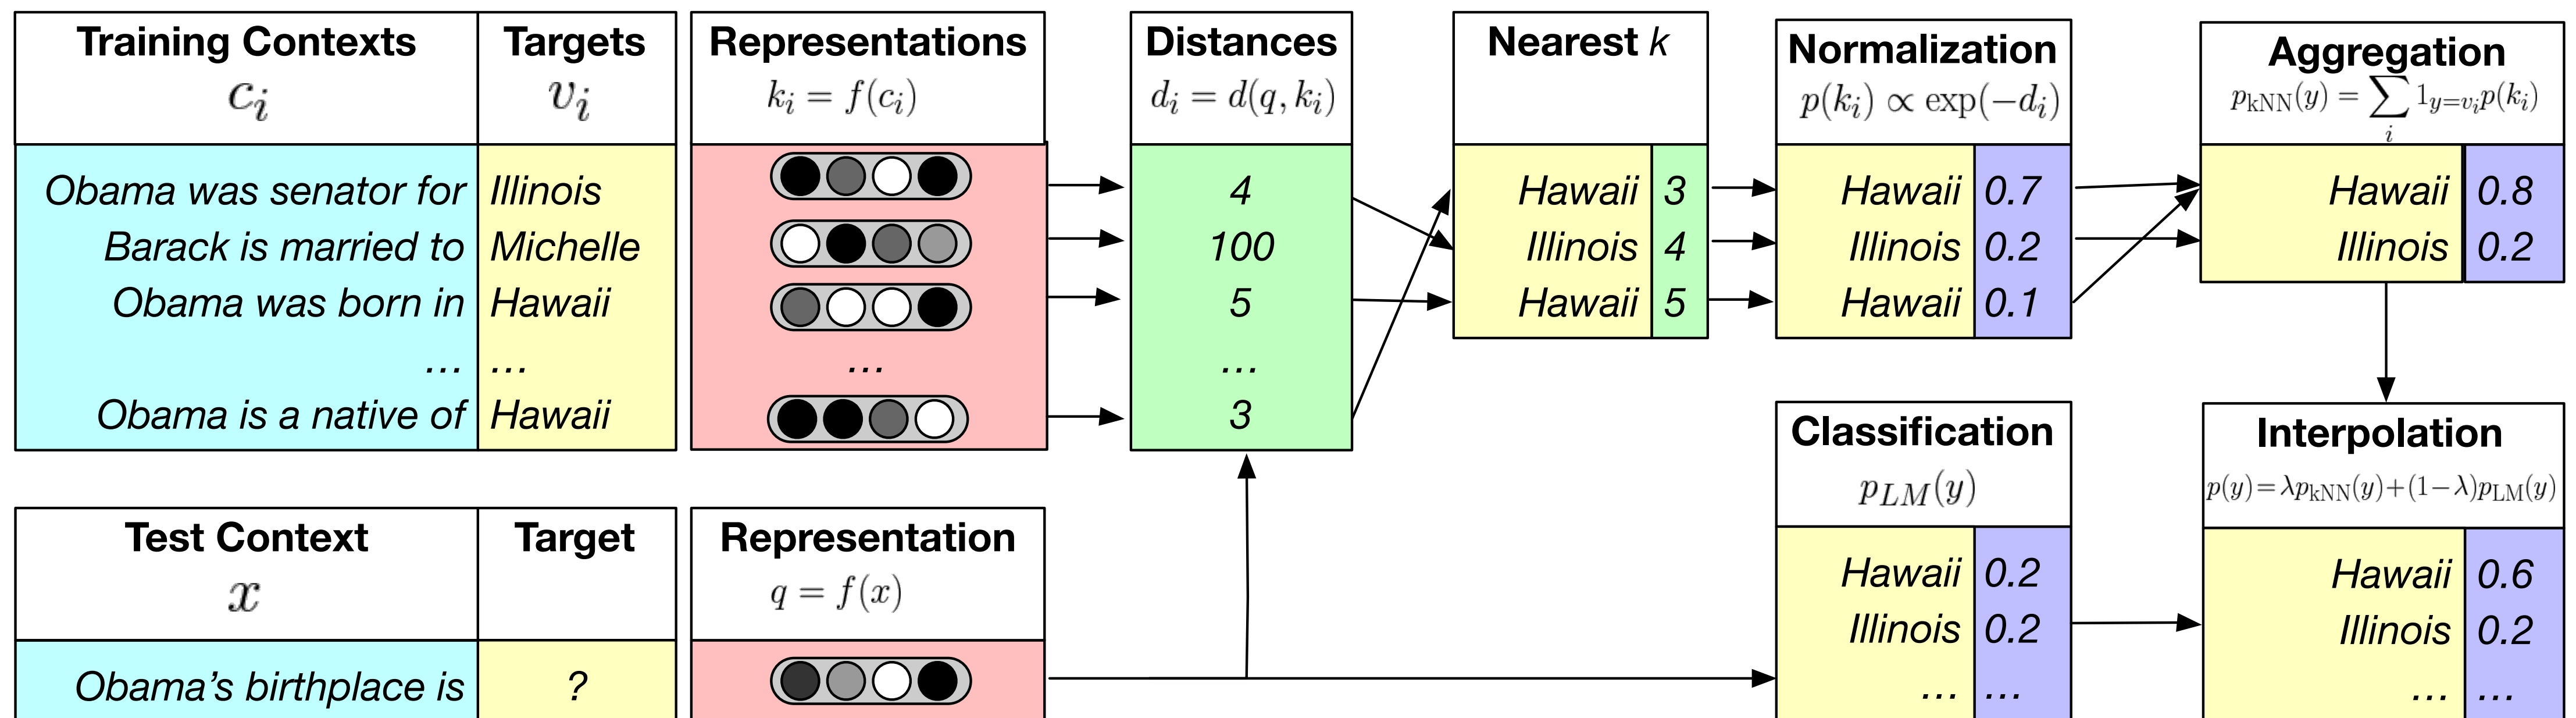 Training Contexts
c_i
Targets
v_i
Obama was senator for Illinois
Barack is married to Michelle
Obama was born in Hawaii
... ...
Obama is a native of Hawaii
Representations
k_i = f(c_i)
...
Distances
d_i = d(q, k_i)
4
100
5
...
3
Nearest k
Hawaii 3
Illinois 4
Hawaii 5
Normalization
p(k_i) ∝ exp(−d_i)
Hawaii 0.7
Illinois 0.2
Hawaii 0.1
Aggregation
p_kNN(y) = ∑_i 1_{y=v_i} p(k_i)
Hawaii 0.8
Illinois 0.2
Test Context
x
Target
Obama's birthplace is ?
Representation
q = f(x)
Classification
p_LM(y)
Hawaii 0.2
Illinois 0.2
... ...
Interpolation
p(y) = λp_kNN(y) + (1−λ)p_LM(y)
Hawaii 0.6
Illinois 0.2
... ...